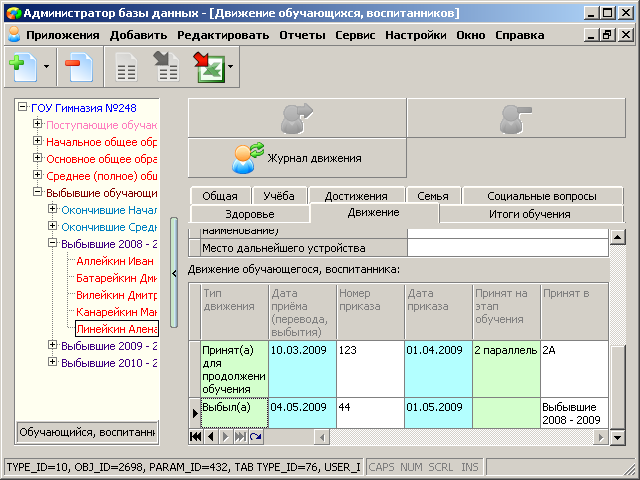 Администратор базы данных - [Движение обучающихся, воспитанников]
Приложения Добавить Редактировать Отчеты Сервис Настройки Окно Справка
ГОУ Гимназия №248
Поступающие обучаю
Начальное общее обр
Основное общее обра
Среднее (полное) общ
Выбывшие обучающи
Окончившие Начал
Окончившие Средн
Выбывшие 2008 - 2
Аллейкин Иван
Батарейкин Дми
Вилейкин Дмитр
Канарейкин Мак
Линейкин Алена
Выбывшие 2009 - 2
Выбывшие 2010 - 2
Обучающийся, воспитанни
Журнал движения
Общая Учёба Достижения Семья Социальные вопросы
Здоровье Движение Итоги обучения
наименование)
Место дальнейшего устройства
Движение обучающегося, воспитанника:
Тип движения Дата приёма (перевода, выбытия) Номер приказа Дата приказа Принят на этап обучения Принят в
Принят(а) для продолжени обучения 10.03.2009 123 01.04.2009 2 параллель 2А
Выбыл(а) 04.05.2009 44 01.05.2009 Выбывшие 2008 - 2009
TYPE_ID=10, OBJ_ID=2698, PARAM_ID=432, TAB TYPE_ID=76, USER_I CAPS NUM SCRL INS